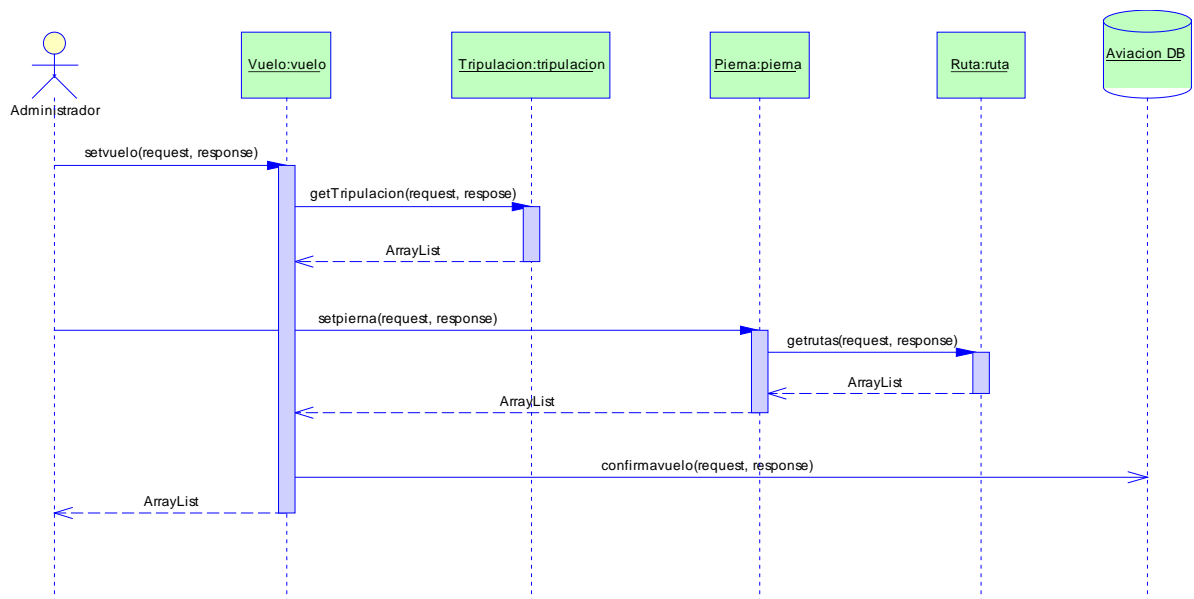 Vuelo:vuelo
Tripulacion:tripulacion
Pierna:pierna
Ruta:ruta
Aviacion DB
Administrador
setvuelo(request, response)
getTripulacion(request, respose)
ArrayList
setpierna(request, response)
getrutas(request, response)
ArrayList
ArrayList
confirmavuelo(request, response)
ArrayList